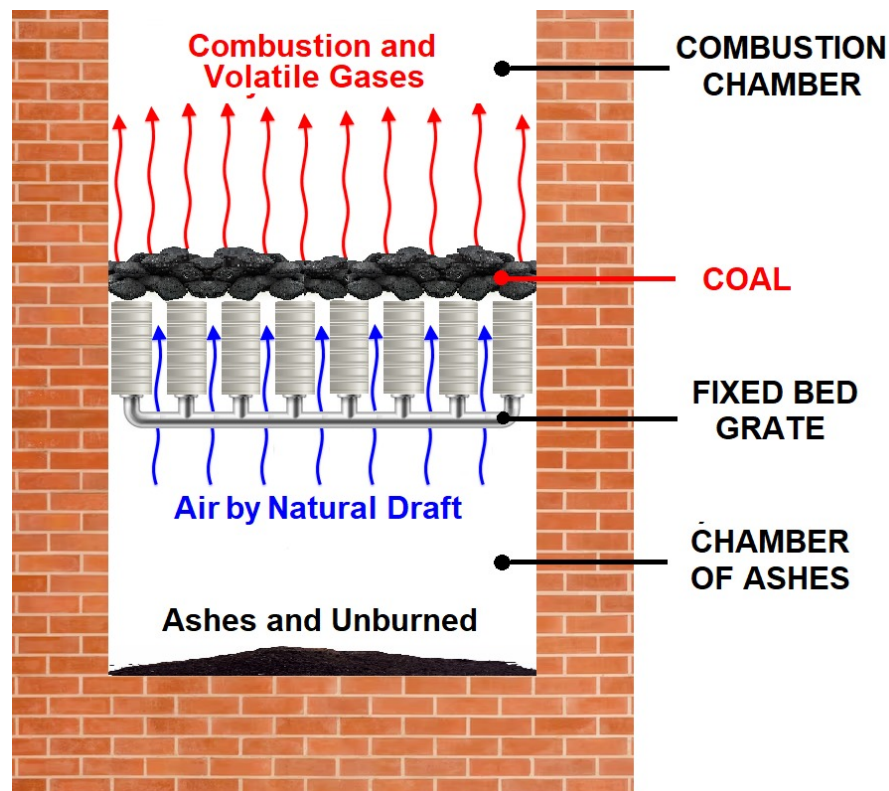 Combustion and
Volatile Gases
COMBUSTION
CHAMBER
COAL
FIXED BED
GRATE
Air by Natural Draft
CHAMBER
OF ASHES
Ashes and Unburned